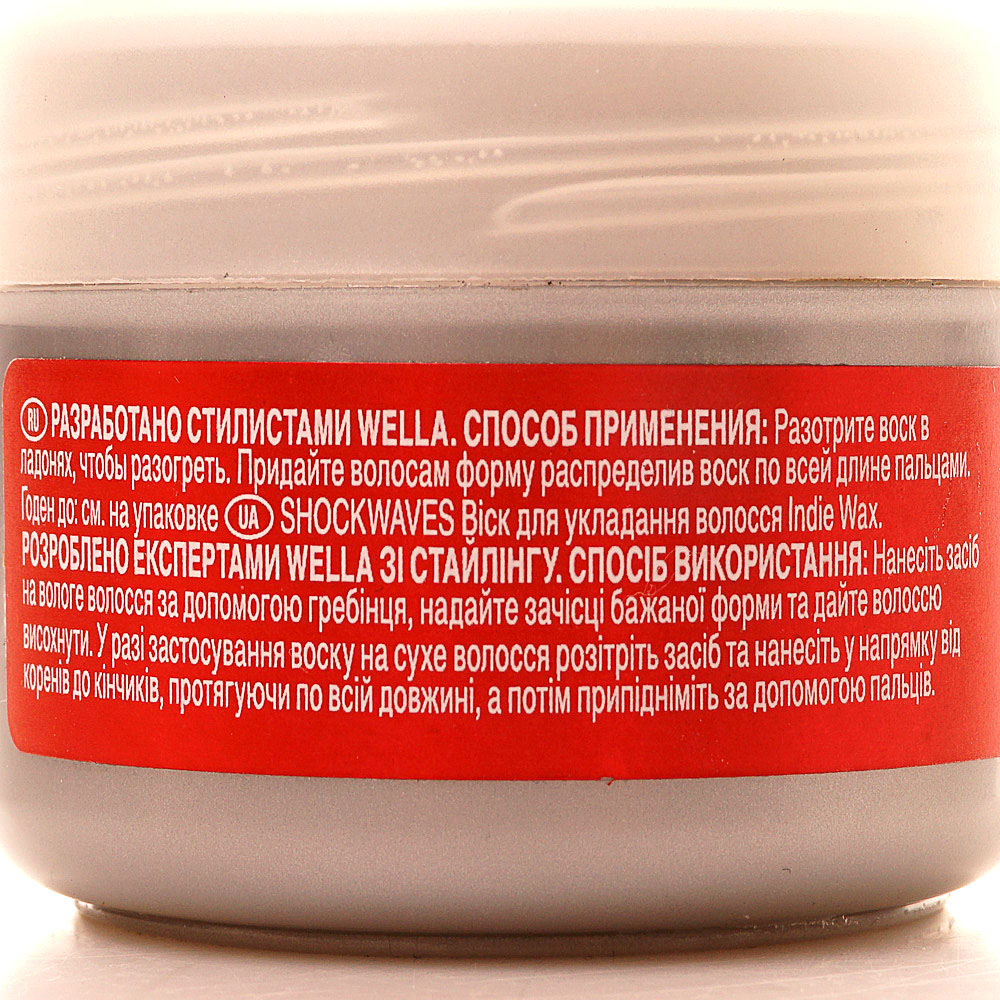 RU РАЗРАБОТАНО СТИЛИСТАМИ WELLA. СПОСОБ ПРИМЕНЕНИЯ: Разотрите воск в
ладонях, чтобы разогреть. Придайте волосам форму распределив воск по всей длине пальцами.
Годен до: см. на упаковке UA SHOCKWAVES Віск для укладання волосся Indie Wax.
РОЗРОБЛЕНО ЕКСПЕРТАМИ WELLA ЗІ СТАЙЛІНГУ. СПОСІБ ВИКОРИСТАННЯ: Нанесіть засіб
на вологе волосся за допомогою гребінця, надайте зачісці бажаної форми та дайте волоссю
висохнути. У разі застосування воску на сухе волосся розітріть засіб та нанесіть у напрямку від
коренів до кінчиків, протягуючи по всій довжині, а потім припідніміть за допомогою пальців.